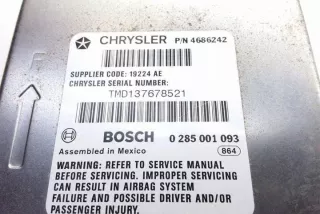 F
CHRYSLER P/N 4686242
SUPPLIER CODE: 19224 AE
CHRYSLER SERIAL NUMBER:
TMD137678521
BOSCH 0 285 001 093
Assembled in Mexico 864
WARNING: REFER TO SERVICE MANUAL
BEFORE SERVICING. IMPROPER SERVICING
CAN RESULT IN AIRBAG SYSTEM
FAILURE AND POSSIBLE DRIVER AND/OR
PASSENGER INJURY.